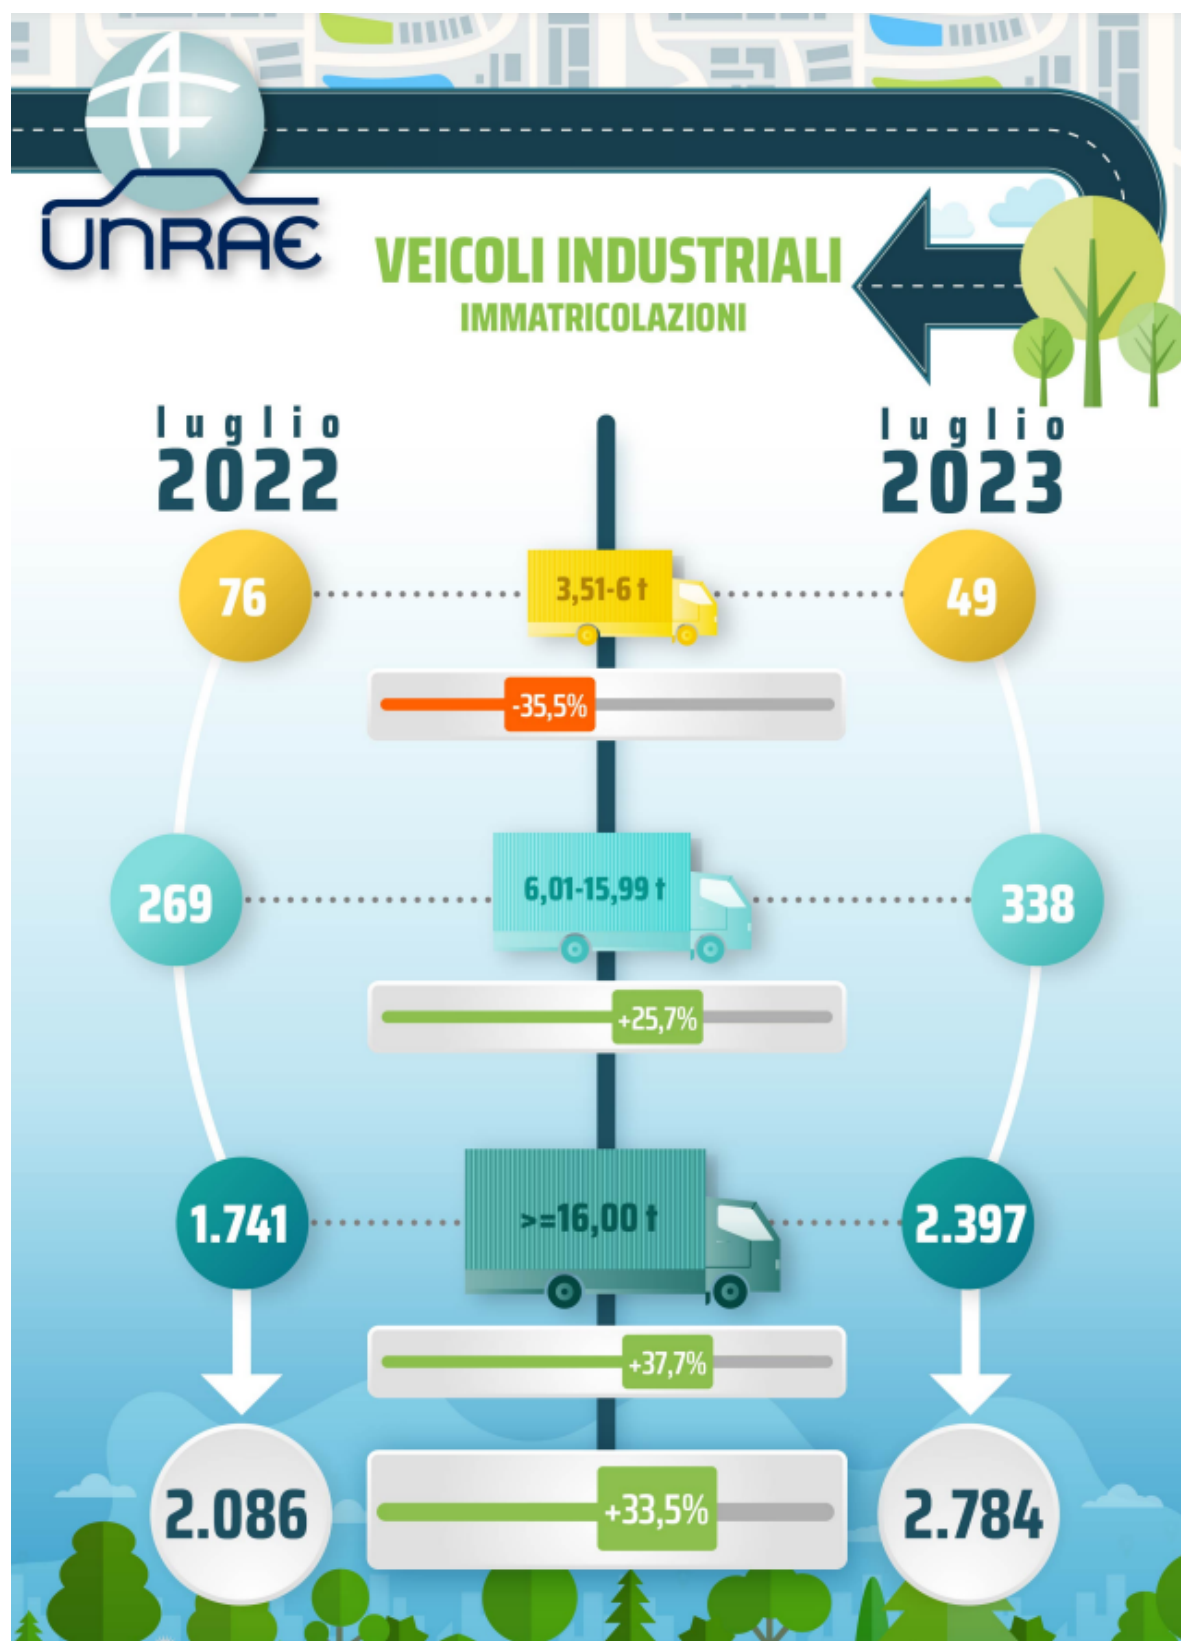 UNRAE
VEICOLI INDUSTRIALI
IMMATRICOLAZIONI
luglio
2022
luglio
2023
76
3,51-6 t
49
-35,5%
269
6,01-15,99 t
338
+25,7%
1.741
>=16,00 t
2.397
+37,7%
2.086
+33,5%
2.784